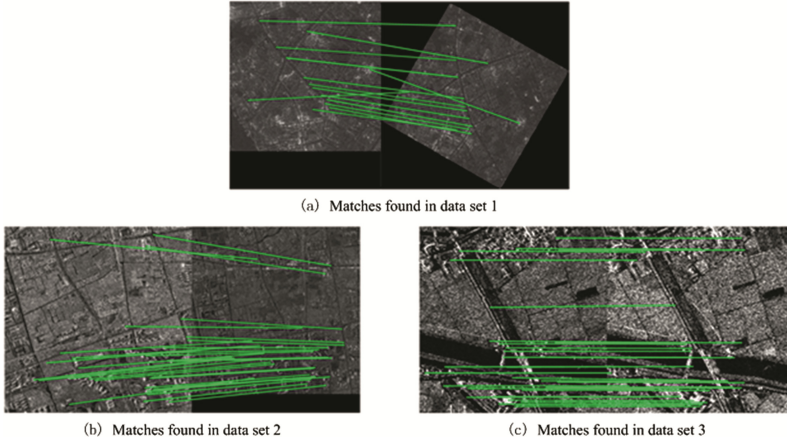 (a) Matches found in data set 1
(b) Matches found in data set 2
(c) Matches found in data set 3